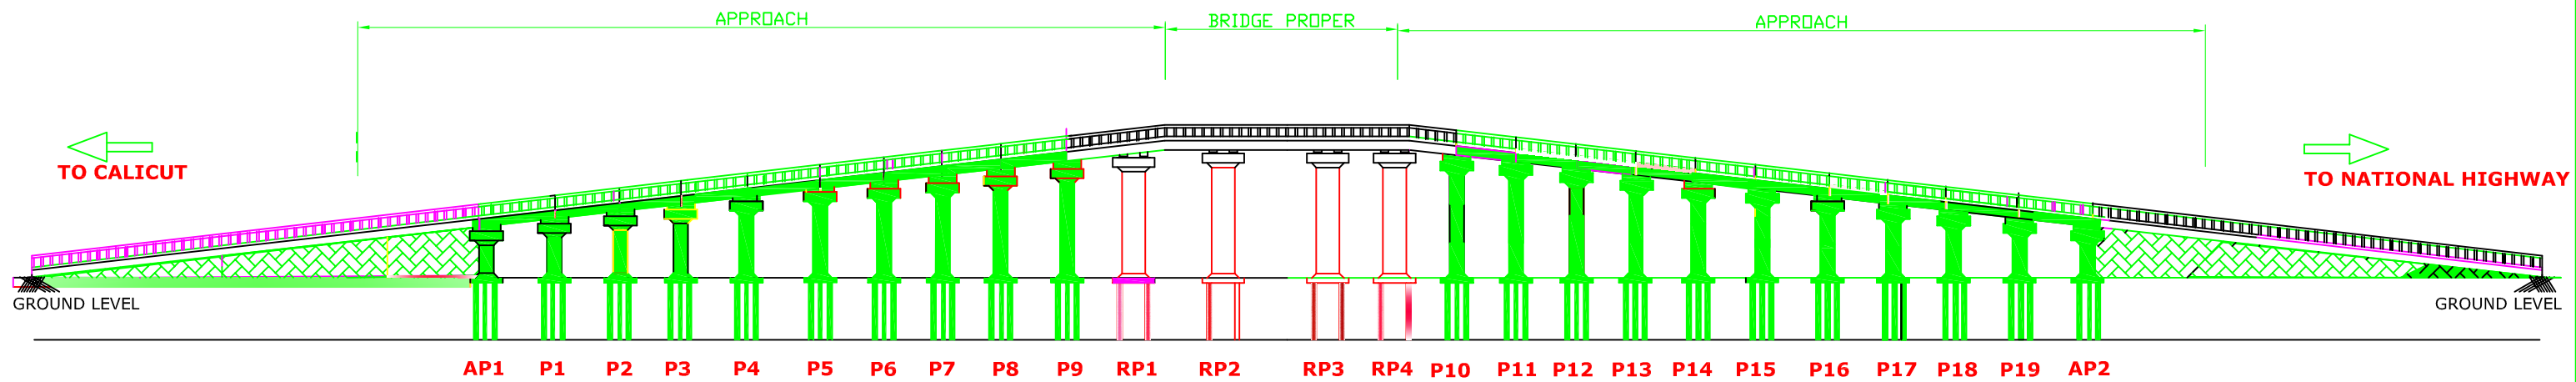 APPROACH
BRIDGE PROPER
APPROACH
TO CALICUT
TO NATIONAL HIGHWAY
GROUND LEVEL
GROUND LEVEL
AP1 P1 P2 P3 P4 P5 P6 P7 P8 P9 RP1 RP2 RP3 RP4 P10 P11 P12 P13 P14 P15 P16 P17 P18 P19 AP2